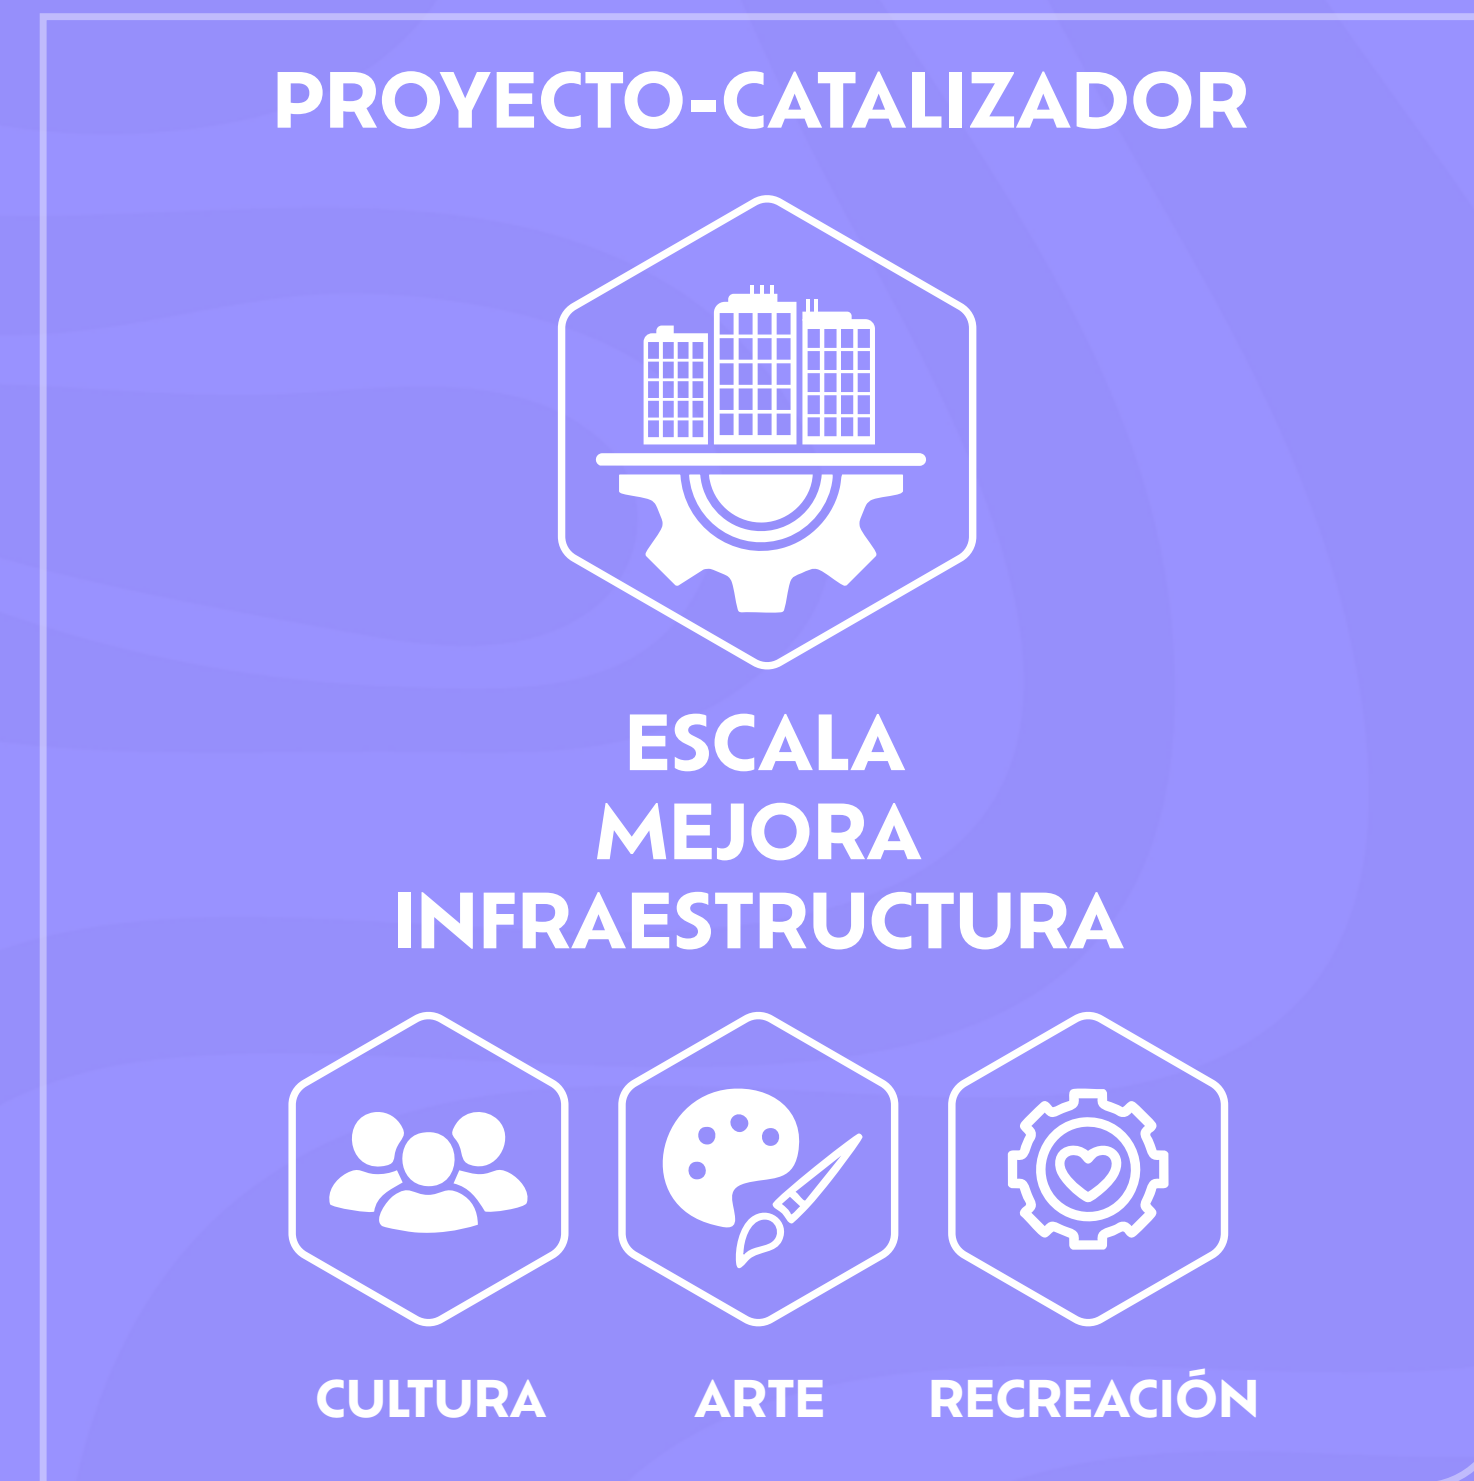 PROYECTO-CATALIZADOR
ESCALA
MEJORA
INFRAESTRUCTURA
CULTURA
ARTE
RECREACIÓN